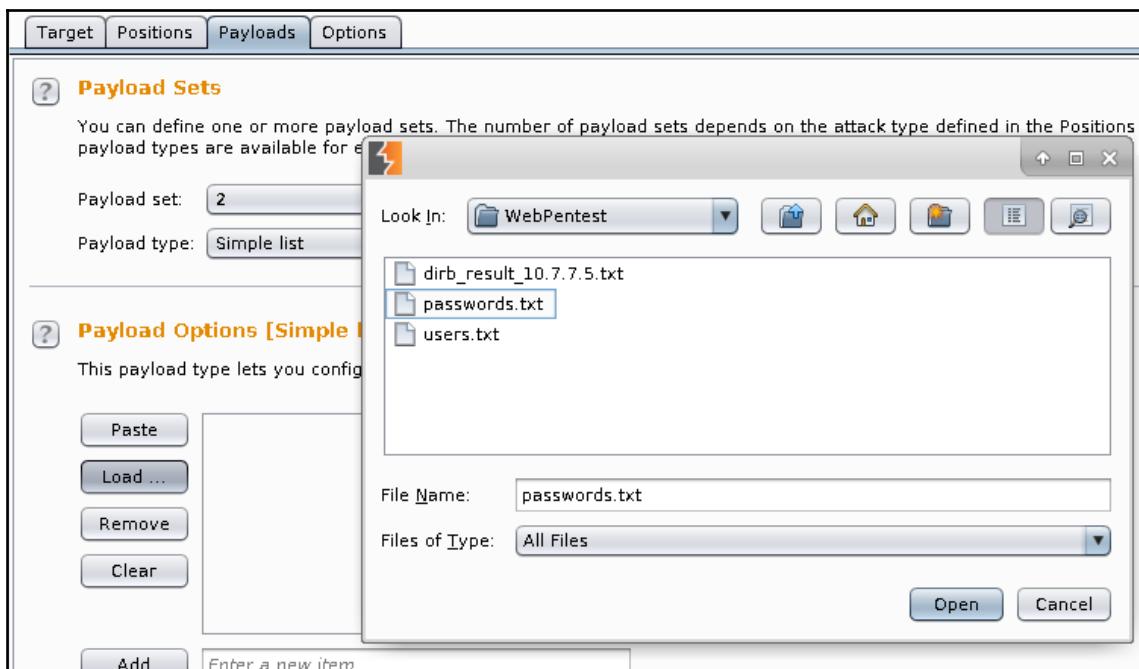 Target Positions Payloads Options
Payload Sets
You can define one or more payload sets. The number of payload sets depends on the attack type defined in the Positions
payload types are available for e
Payload set: 2
Payload type: Simple list
Payload Options [Simple l
This payload type lets you config
Paste
Load ...
Remove
Clear
Add Enter a new item
Look In: WebPentest
dirb_result_10.7.7.5.txt
passwords.txt
users.txt
File Name: passwords.txt
Files of Type: All Files
Open Cancel